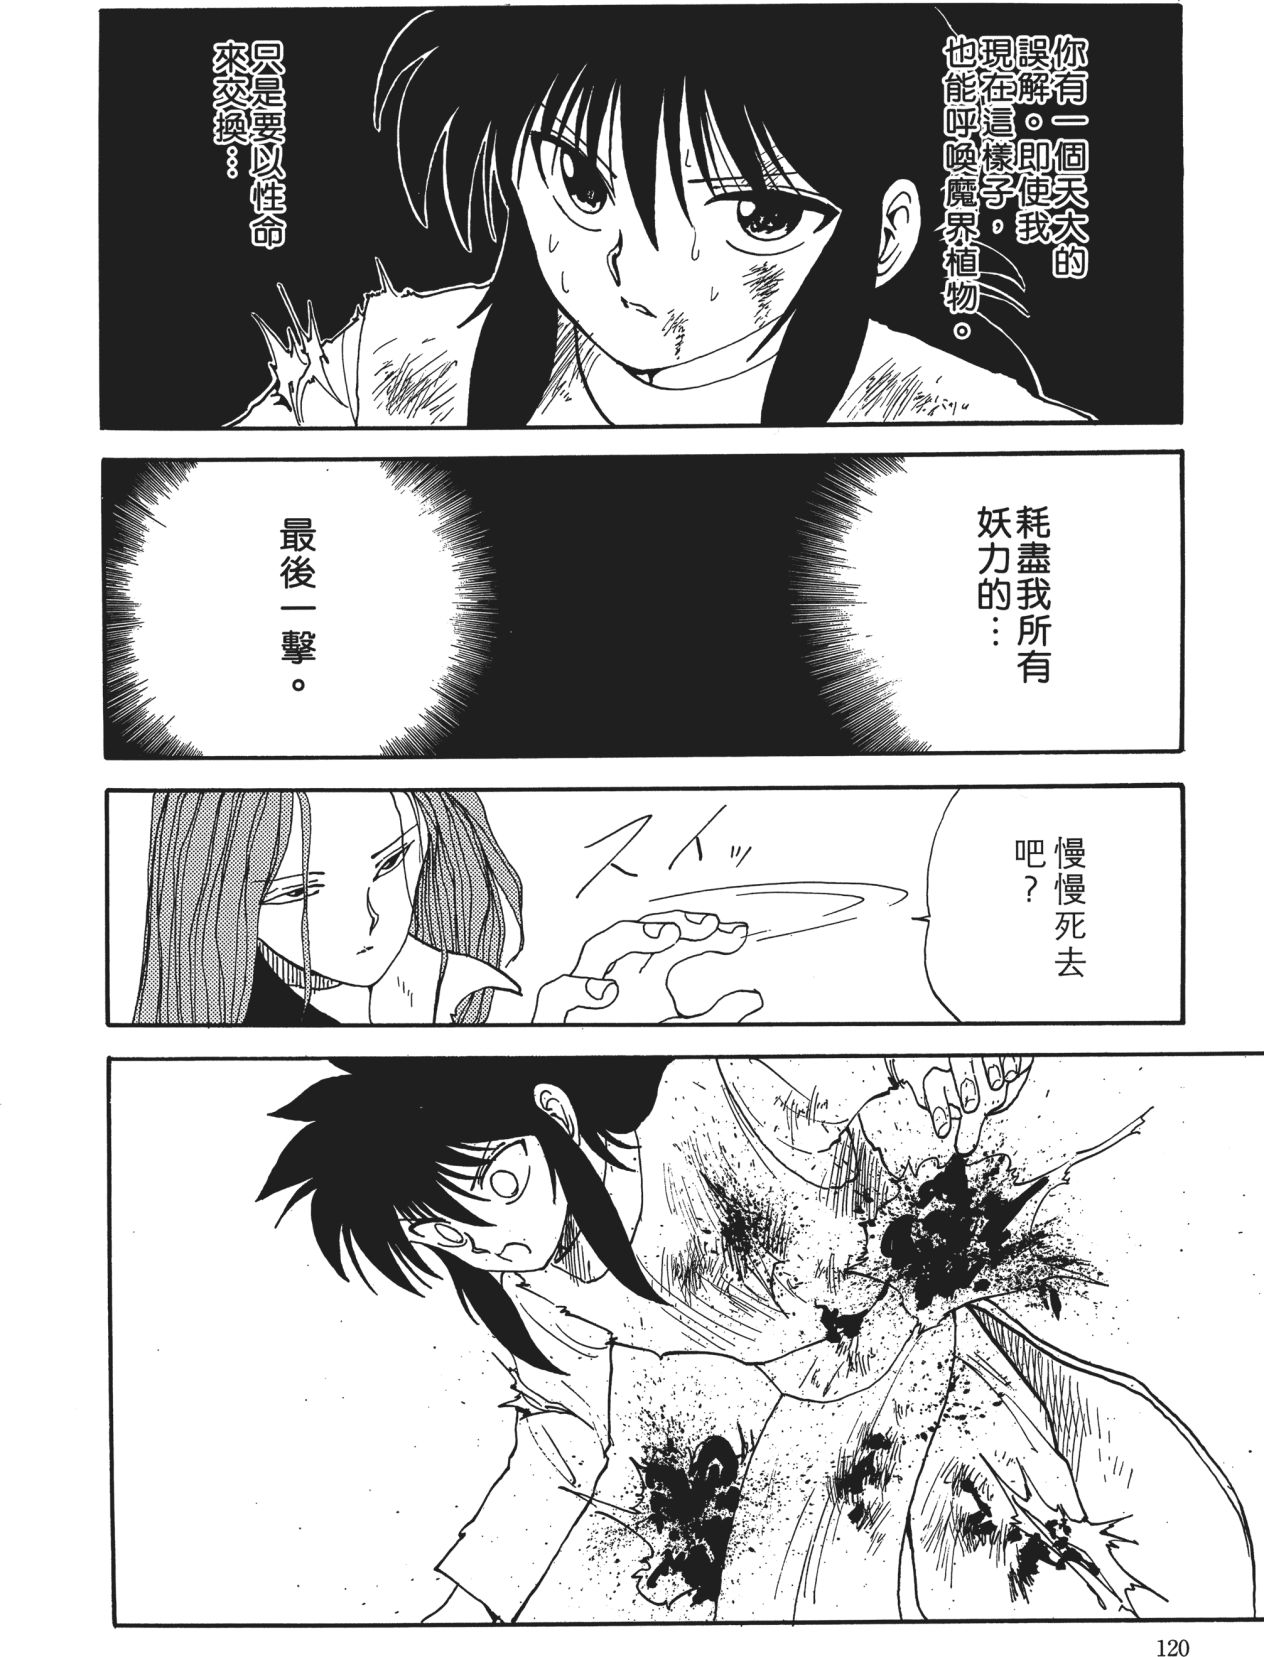 你有一個天大的
誤解。即使我
現在這樣子，
也能呼喚魔界植物。
只是要以性命
來交換…
耗盡我所有
妖力的…
最後一擊。
慢慢死去
吧？
スイッ
120